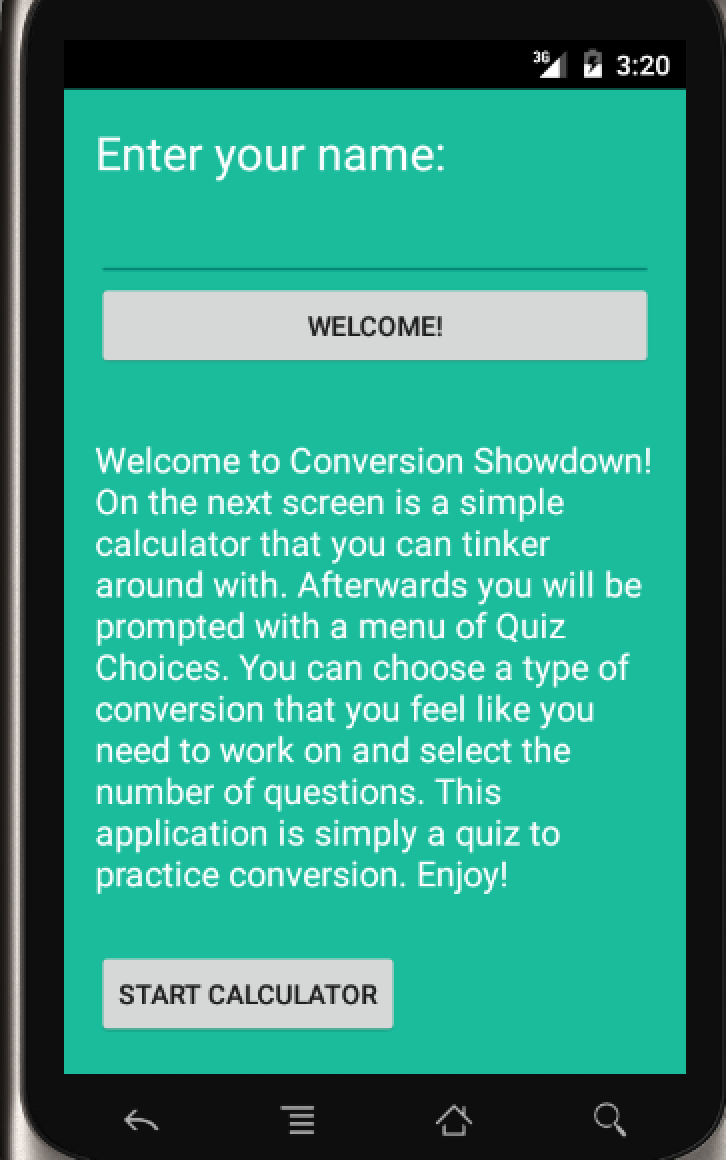 3G 3:20
Enter your name:
WELCOME!
Welcome to Conversion Showdown!
On the next screen is a simple
calculator that you can tinker
around with. Afterwards you will be
prompted with a menu of Quiz
Choices. You can choose a type of
conversion that you feel like you
need to work on and select the
number of questions. This
application is simply a quiz to
practice conversion. Enjoy!
START CALCULATOR